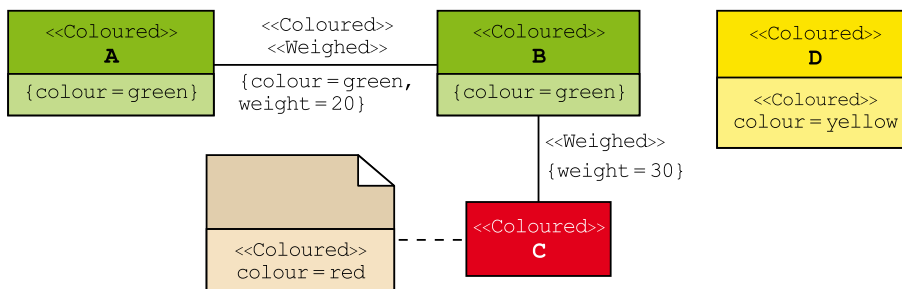 <<Coloured>>
A
{colour = green}
<<Coloured>>
<<Weighed>>
{colour = green,
weight = 20}
<<Coloured>>
B
{colour = green}
<<Coloured>>
D
<<Coloured>>
colour = yellow
<<Weighed>>
{weight = 30}
<<Coloured>>
colour = red
<<Coloured>>
C